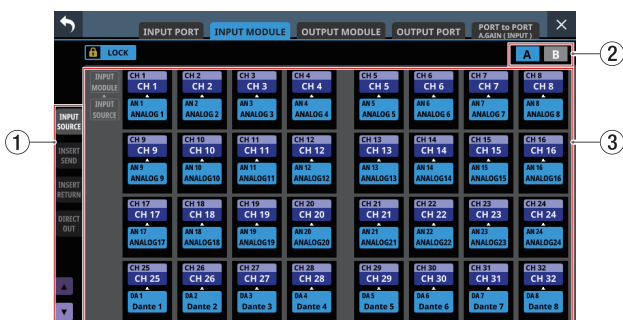 INPUT PORT INPUT MODULE OUTPUT MODULE OUTPUT PORT PORT to PORT A.GAIN ( INPUT ) ×
LOCK A B 2
1 3
INPUT SOURCE
INSERT SEND
INSERT RETURN
DIRECT OUT
INPUT MODULE
INPUT SOURCE
CH 1 CH 2 CH 3 CH 4 CH 5 CH 6 CH 7 CH 8
CH 1 CH 2 CH 3 CH 4 CH 5 CH 6 CH 7 CH 8
AN 1 AN 2 AN 3 AN 4 AN 5 AN 6 AN 7 AN 8
ANALOG 1 ANALOG 2 ANALOG 3 ANALOG 4 ANALOG 5 ANALOG 6 ANALOG 7 ANALOG 8
CH 9 CH 10 CH 11 CH 12 CH 13 CH 14 CH 15 CH 16
CH 9 CH 10 CH 11 CH 12 CH 13 CH 14 CH 15 CH 16
AN 9 AN 10 AN 11 AN 12 AN 13 AN 14 AN 15 AN 16
ANALOG 9 ANALOG10 ANALOG11 ANALOG12 ANALOG13 ANALOG14 ANALOG15 ANALOG16
CH 17 CH 18 CH 19 CH 20 CH 21 CH 22 CH 23 CH 24
CH 17 CH 18 CH 19 CH 20 CH 21 CH 22 CH 23 CH 24
AN 17 AN 18 AN 19 AN 20 AN 21 AN 22 AN 23 AN 24
ANALOG17 ANALOG18 ANALOG19 ANALOG20 ANALOG21 ANALOG22 ANALOG23 ANALOG24
CH 25 CH 26 CH 27 CH 28 CH 29 CH 30 CH 31 CH 32
CH 25 CH 26 CH 27 CH 28 CH 29 CH 30 CH 31 CH 32
DA 1 DA 2 DA 3 DA 4 DA 5 DA 6 DA 7 DA 8
Dante 1 Dante 2 Dante 3 Dante 4 Dante 5 Dante 6 Dante 7 Dante 8